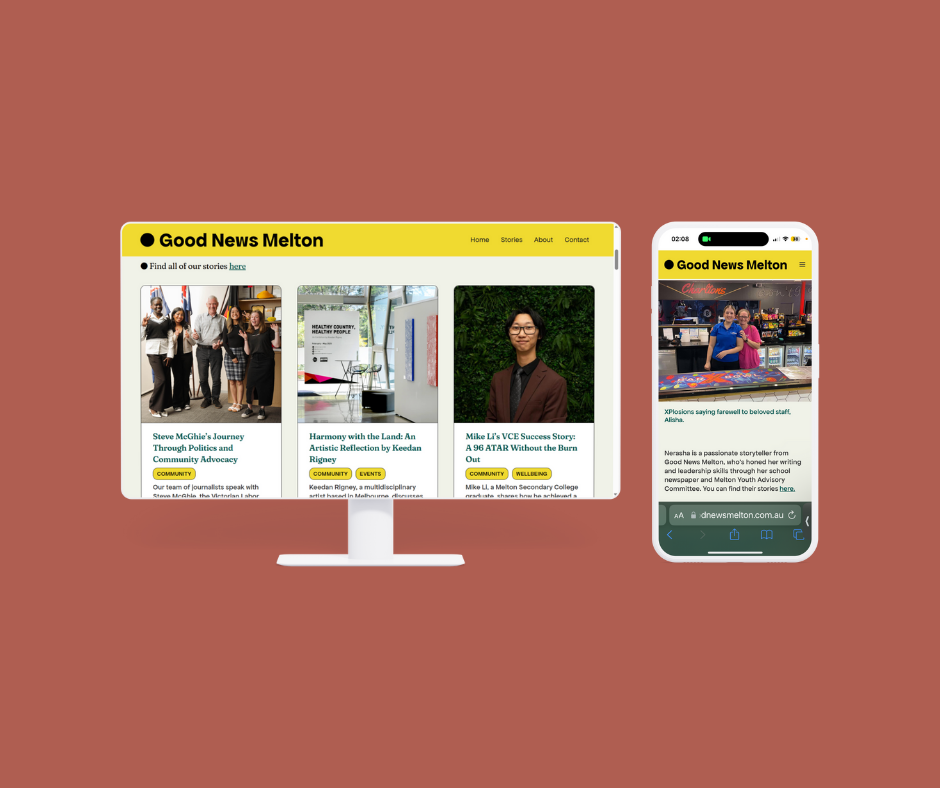 Good News Melton
Home Stories About Contact
Find all of our stories here
HEALTHY COUNTRY,
HEALTHY PEOPLE
Steve McGhie's Journey
Through Politics and
Community Advocacy
COMMUNITY
Our team of journalists speak with
Steve McGhie, the Victorian Labor
Harmony with the Land: An
Artistic Reflection by Keedan
Rigney
COMMUNITY EVENTS
Keedan Rigney, a multidisciplinary
artist based in Melbourne, discusses
Mike Li's VCE Success Story:
A 96 ATAR Without the Burn
Out
COMMUNITY WELLBEING
Mike Li, a Melton Secondary College
graduate, shares how he achieved a
02:08
Good News Melton
XPlosions saying farewell to beloved staff,
Alisha.
Nerasha is a passionate storyteller from
Good News Melton, who's honed her writing
and leadership skills through her school
newspaper and Melton Youth Advisory
Committee. You can find their stories here.
AA dnewsmelton.com.au